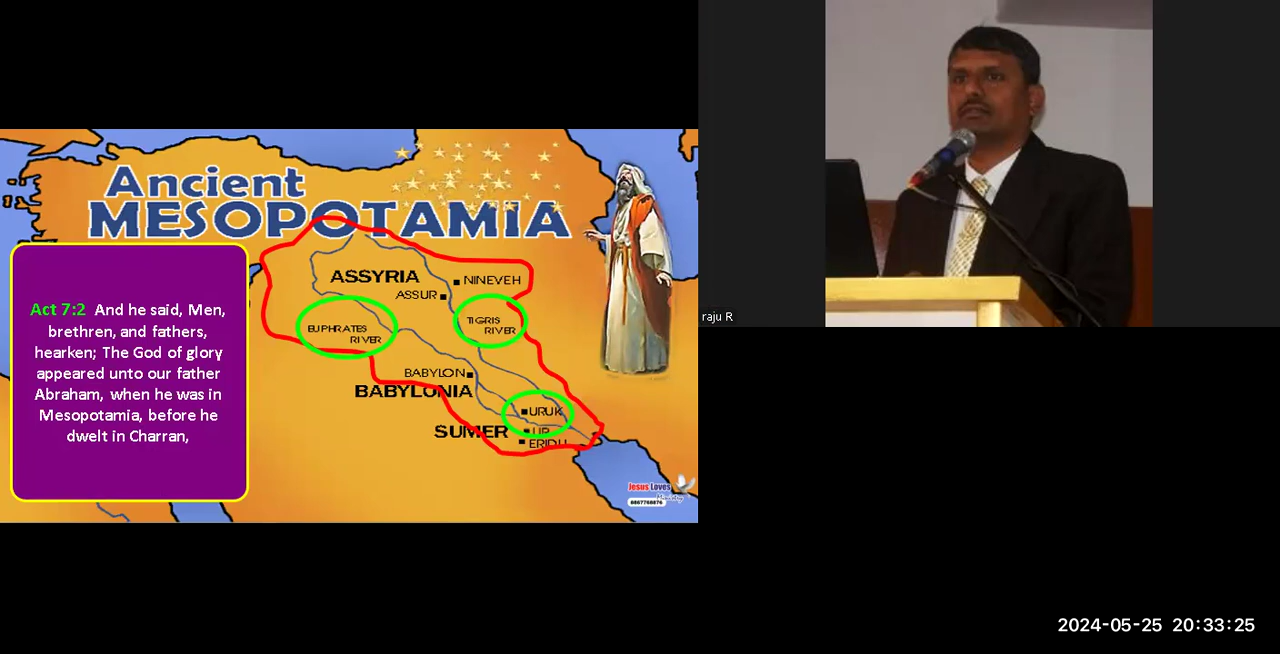 Ancient
MESOPOTAMIA
Act 7:2 And he said, Men,
brethren, and fathers,
hearken; The God of glory
appeared unto our father
Abraham, when he was in
Mesopotamia, before he
dwelt in Charran,
ASSYRIA
NINEVEH
ASSUR
EUPHRATES
RIVER
TIGRIS
RIVER
BABYLON
BABYLONIA
URUK
SUMER
UR
ERIDU
Jesus Loves
Ministry
raju R
2024-05-25 20:33:25